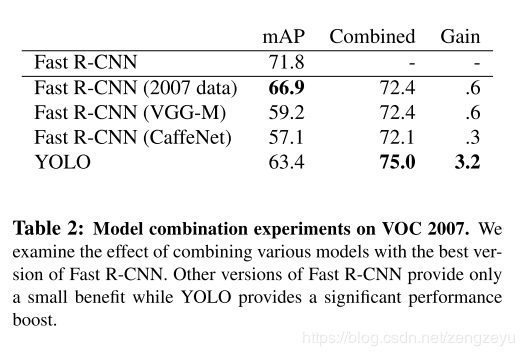 mAP Combined Gain
Fast R-CNN 71.8 - -
Fast R-CNN (2007 data) 66.9 72.4 .6
Fast R-CNN (VGG-M) 59.2 72.4 .6
Fast R-CNN (CaffeNet) 57.1 72.1 .3
YOLO 63.4 75.0 3.2
Table 2: Model combination experiments on VOC 2007. We
examine the effect of combining various models with the best ver-
sion of Fast R-CNN. Other versions of Fast R-CNN provide only
a small benefit while YOLO provides a significant performance
boost.
https://blog.csdn.net/zengzeyu